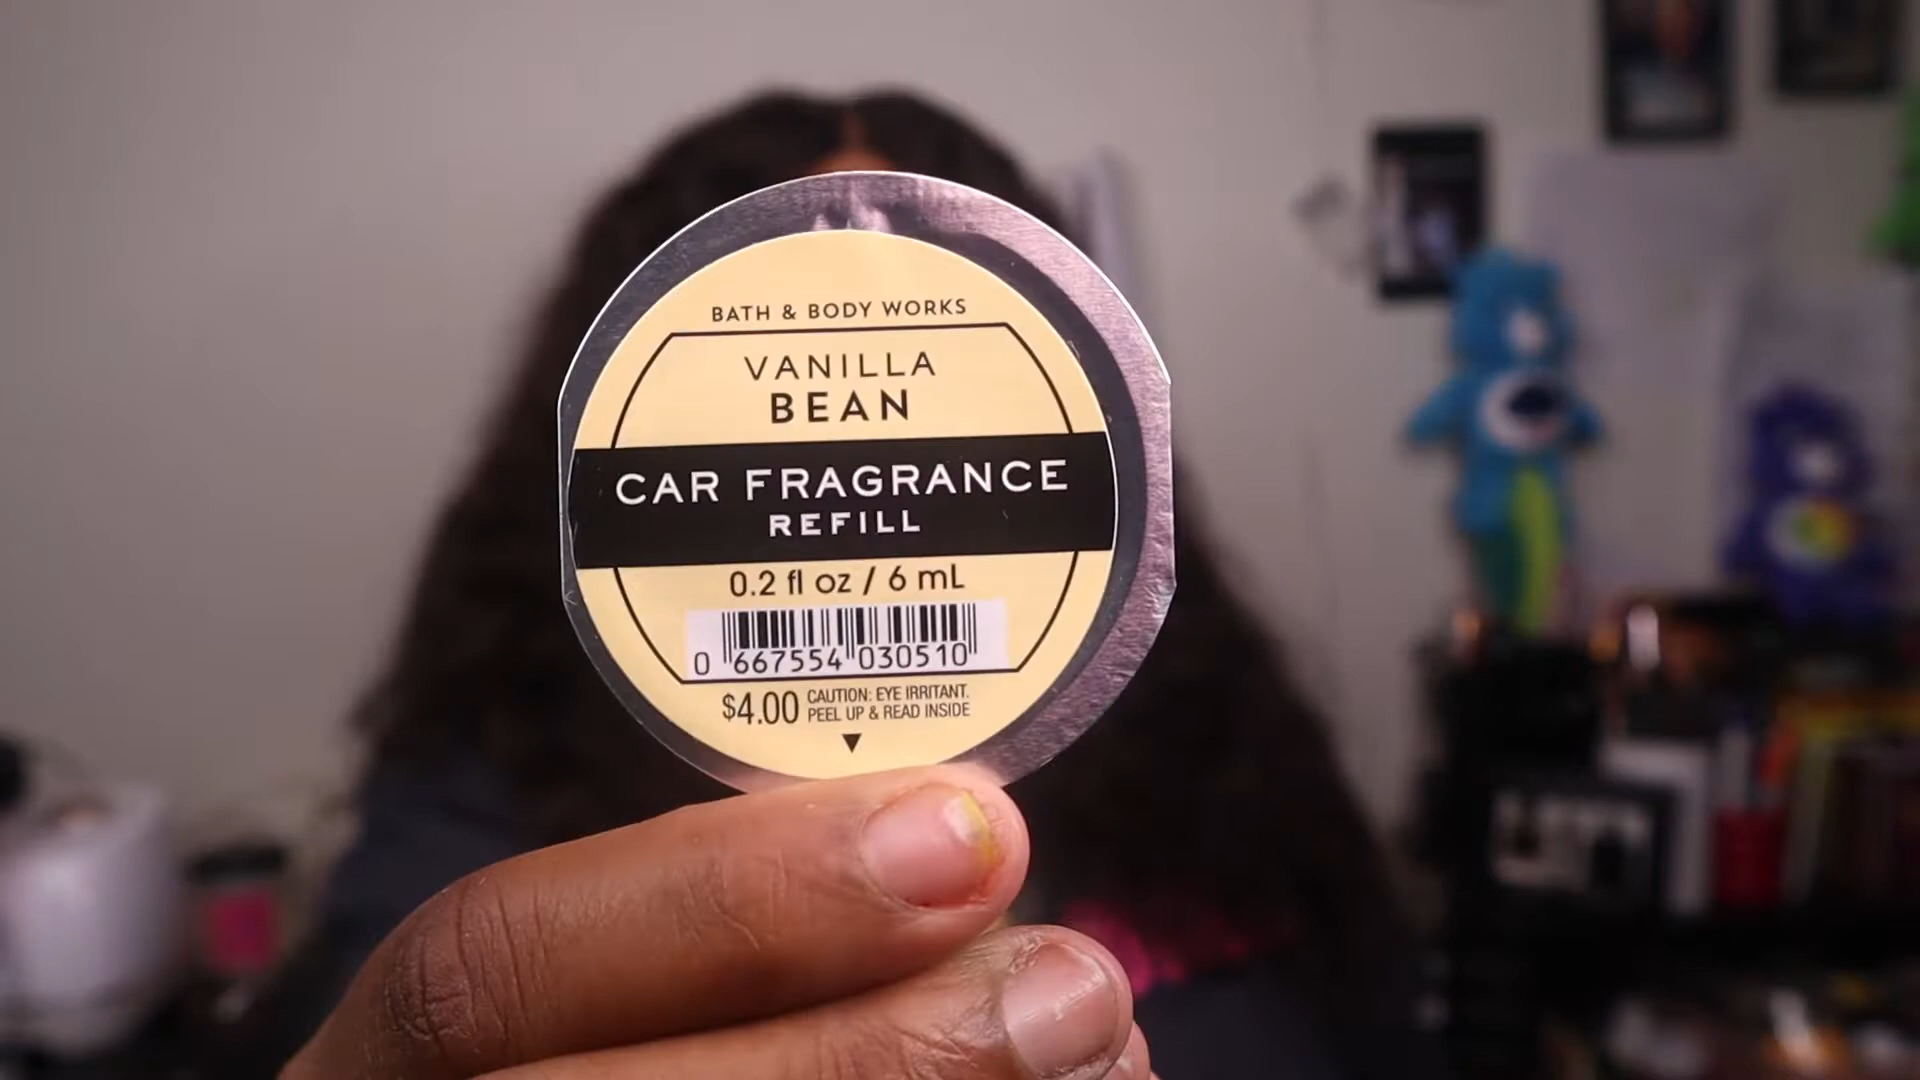 BATH & BODY WORKS
VANILLA
BEAN
CAR FRAGRANCE
REFILL
0.2 fl oz / 6 mL
0 667554 030510
$4.00 CAUTION: EYE IRRITANT.
PEEL UP & READ INSIDE